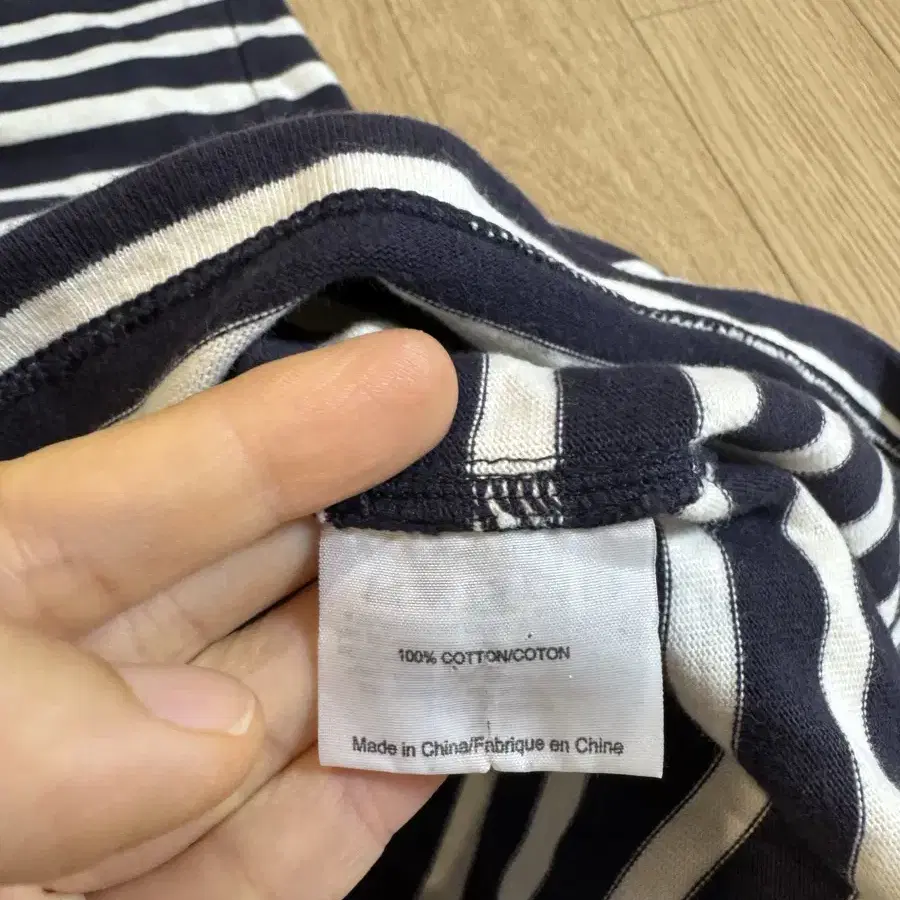 100% COTTON/COTON
Made in China/Fabrique en Chine